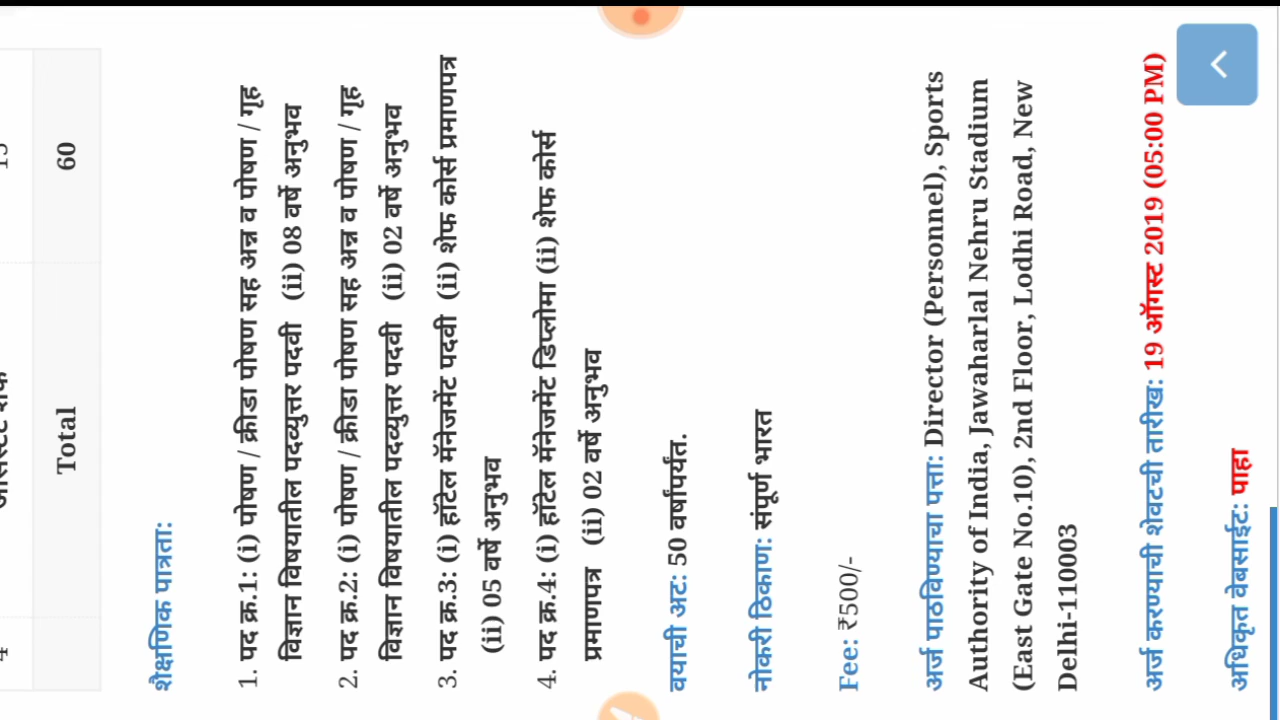 Total 60
शैक्षणिक पात्रता:
1. पद क्र.1: (i) पोषण / क्रीडा पोषण सह अन्न व पोषण / गृह
विज्ञान विषयातील पदव्युत्तर पदवी (ii) 08 वर्षे अनुभव
2. पद क्र.2: (i) पोषण / क्रीडा पोषण सह अन्न व पोषण / गृह
विज्ञान विषयातील पदव्युत्तर पदवी (ii) 02 वर्षे अनुभव
3. पद क्र.3: (i) हॉटेल मॅनेजमेंट पदवी (ii) शेफ कोर्स प्रमाणपत्र
(ii) 05 वर्षे अनुभव
4. पद क्र.4: (i) हॉटेल मॅनेजमेंट डिप्लोमा (ii) शेफ कोर्स
प्रमाणपत्र (ii) 02 वर्षे अनुभव
वयाची अट: 50 वर्षांपर्यंत.
नोकरी ठिकाण: संपूर्ण भारत
Fee: ₹500/-
अर्ज पाठविण्याचा पत्ता: Director (Personnel), Sports
Authority of India, Jawaharlal Nehru Stadium
(East Gate No.10), 2nd Floor, Lodhi Road, New
Delhi-110003
अर्ज करण्याची शेवटची तारीख: 19 ऑगस्ट 2019 (05:00 PM)
अधिकृत वेबसाईट: पाहा